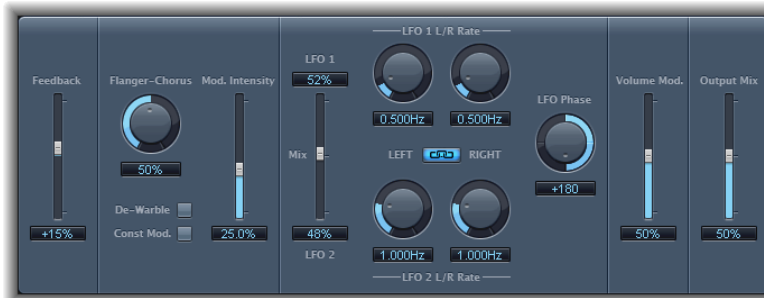 Feedback
+15%
Flanger-Chorus
50%
De-Warble
Const Mod.
Mod. Intensity
25.0%
LFO 1
52%
Mix
48%
LFO 2
LFO 1 L/R Rate
0.500Hz 0.500Hz
LEFT RIGHT
1.000Hz 1.000Hz
LFO 2 L/R Rate
LFO Phase
+180
Volume Mod.
50%
Output Mix
50%